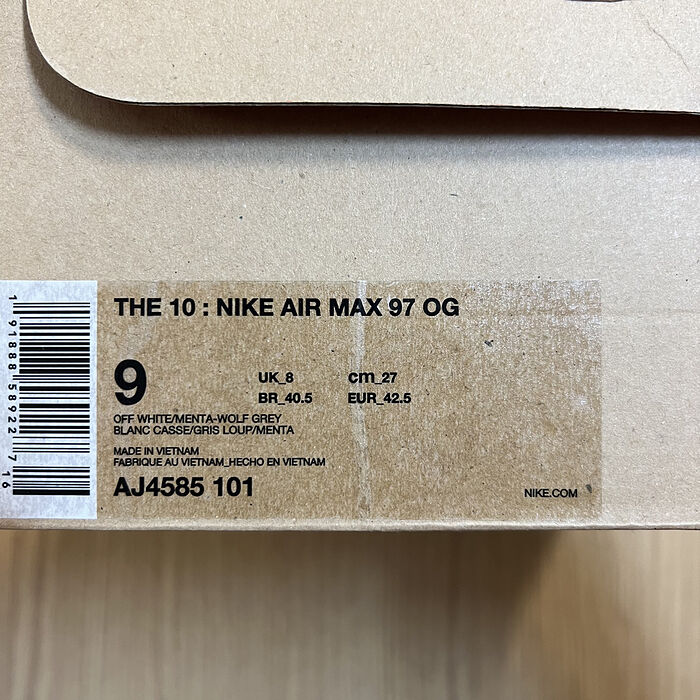 THE 10 : NIKE AIR MAX 97 OG
9
UK_8 cm_27
BR_40.5 EUR_42.5
OFF WHITE/MENTA-WOLF GREY
BLANC CASSE/GRIS LOUP/MENTA
MADE IN VIETNAM
FABRIQUE AU VIETNAM_HECHO EN VIETNAM
AJ4585 101
NIKE.COM
1 91888 58922 7 16